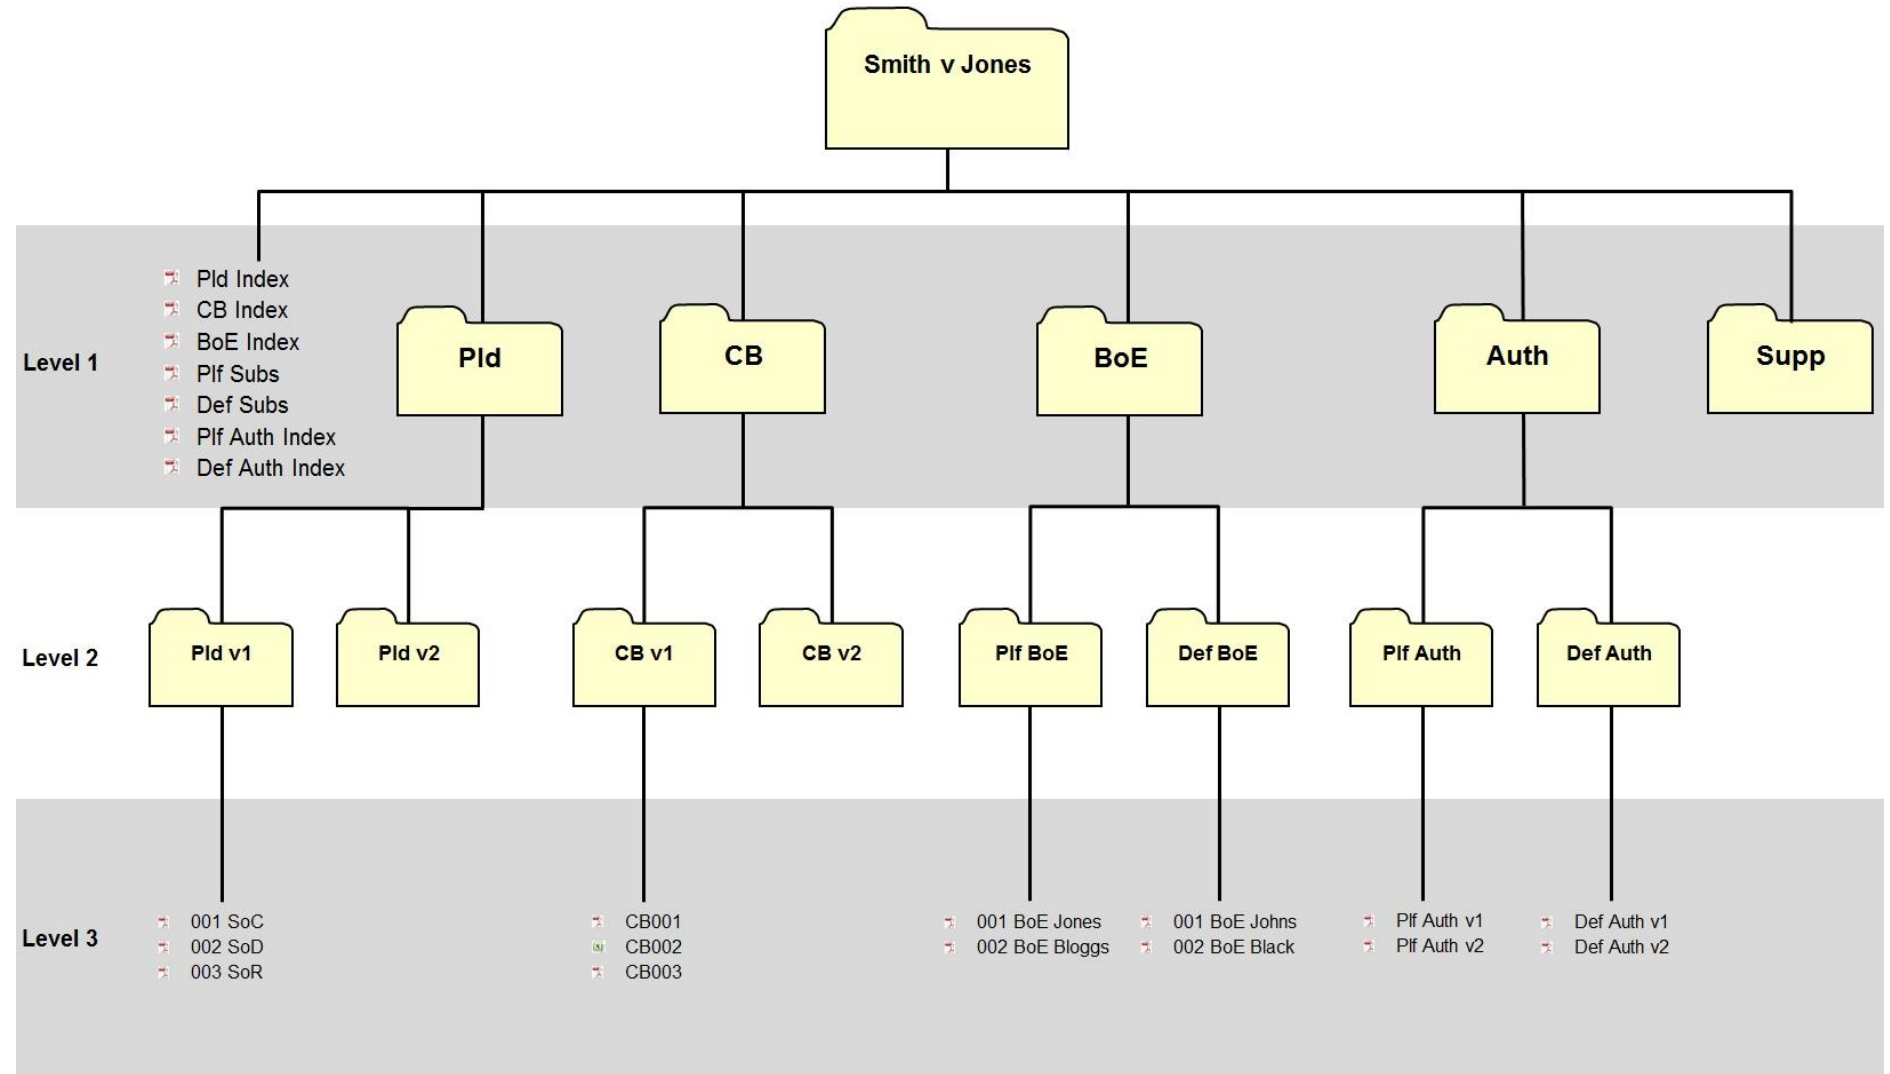 Smith v Jones
Level 1
Pld Index
CB Index
BoE Index
Plf Subs
Def Subs
Plf Auth Index
Def Auth Index
Pld
CB
BoE
Auth
Supp
Level 2
Pld v1
Pld v2
CB v1
CB v2
Plf BoE
Def BoE
Plf Auth
Def Auth
Level 3
001 SoC
002 SoD
003 SoR
CB001
CB002
CB003
001 BoE Jones
002 BoE Bloggs
001 BoE Johns
002 BoE Black
Plf Auth v1
Plf Auth v2
Def Auth v1
Def Auth v2